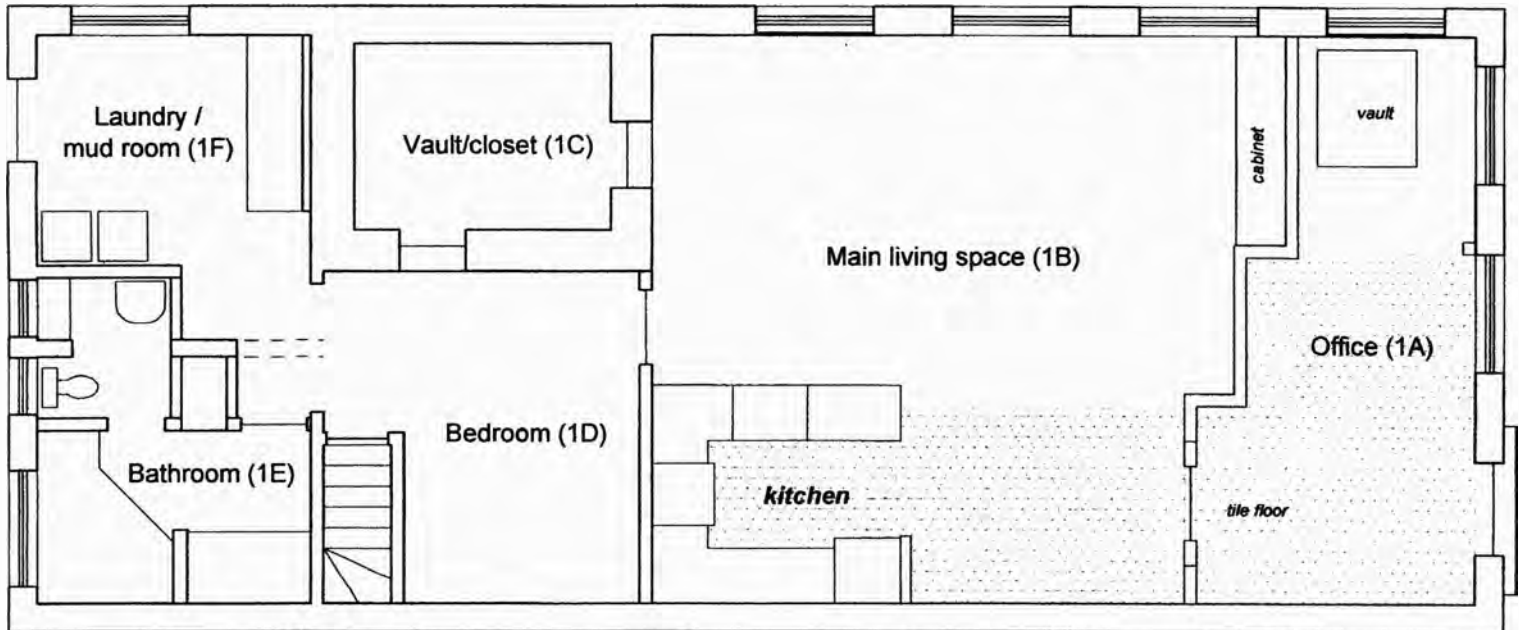 Laundry /
mud room (1F)
Vault/closet (1C)
cabinet
vault
Main living space (1B)
Office (1A)
Bedroom (1D)
Bathroom (1E)
kitchen
tile floor